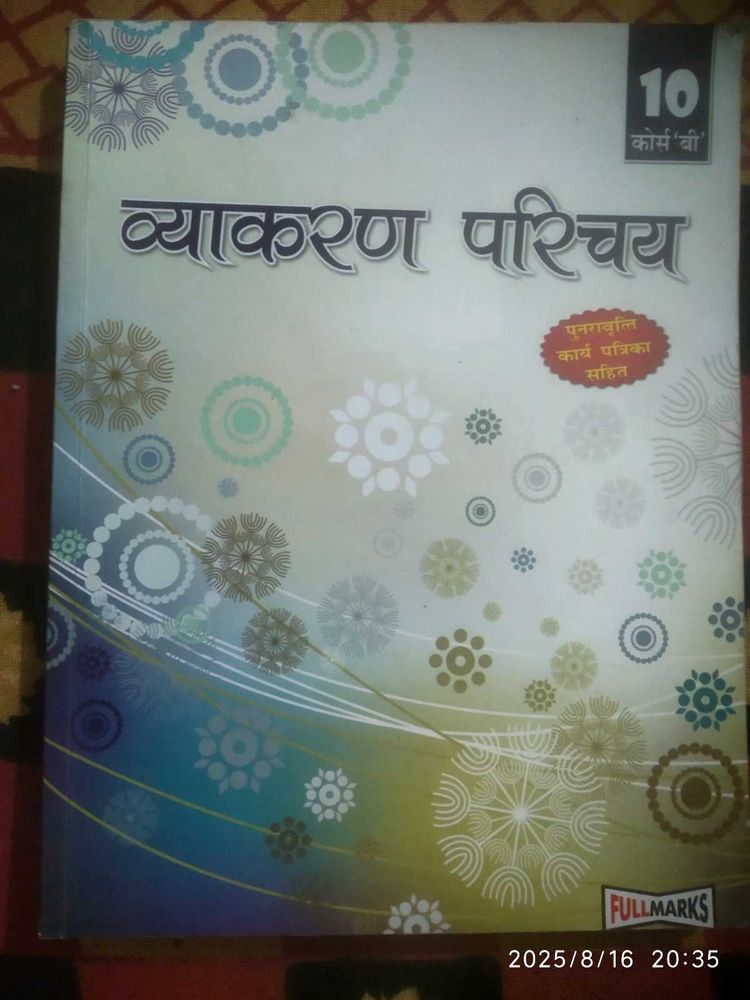 10
कोर्स 'बी'
व्याकरण परिचय
पुनरावृत्ति
कार्य पत्रिका
सहित
FULLMARKS
2025/8/16 20:35